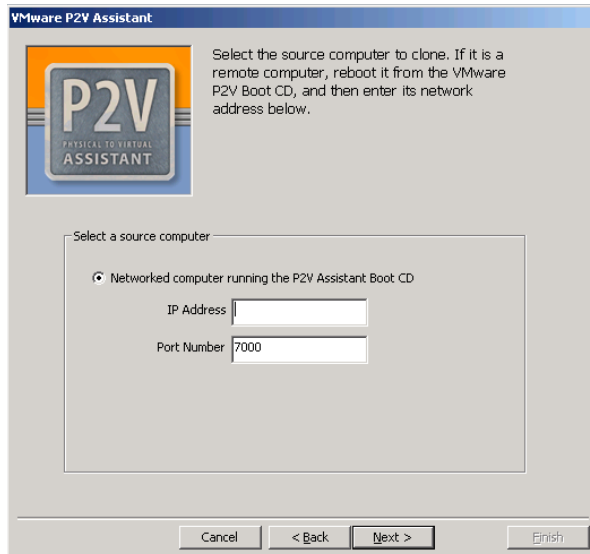 VMware P2V Assistant
Select the source computer to clone. If it is a
remote computer, reboot it from the VMware
P2V Boot CD, and then enter its network
address below.
P2V
PHYSICAL TO VIRTUAL
ASSISTANT
Select a source computer
Networked computer running the P2V Assistant Boot CD
IP Address
Port Number 7000
Cancel < Back Next > Finish